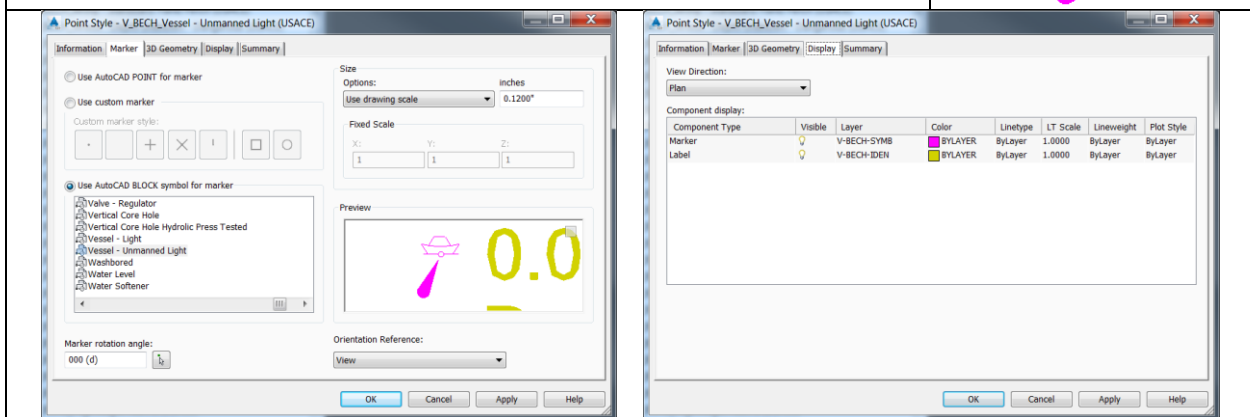 Point Style - V_BECH_Vessel - Unmanned Light (USACE)
Information Marker 3D Geometry Display Summary
Use AutoCAD POINT for marker
Use custom marker
Custom marker style:
Use AutoCAD BLOCK symbol for marker
Valve - Regulator
Vertical Core Hole
Vertical Core Hole Hydrolic Press Tested
Vessel - Light
Vessel - Unmanned Light
Washbored
Water Level
Water Softener
Marker rotation angle:
000 (d)
Size
Options: inches
Use drawing scale 0.1200"
Fixed Scale
X: Y: Z:
1 1 1
Preview
0.0
Orientation Reference:
View
OK Cancel Apply Help
Point Style - V_BECH_Vessel - Unmanned Light (USACE)
Information Marker 3D Geometry Display Summary
View Direction:
Plan
Component display:
Component Type Visible Layer Color Linetype LT Scale Lineweight Plot Style
Marker V-BECH-SYMB BYLAYER ByLayer 1.0000 ByLayer ByLayer
Label V-BECH-IDEN BYLAYER ByLayer 1.0000 ByLayer ByLayer
OK Cancel Apply Help